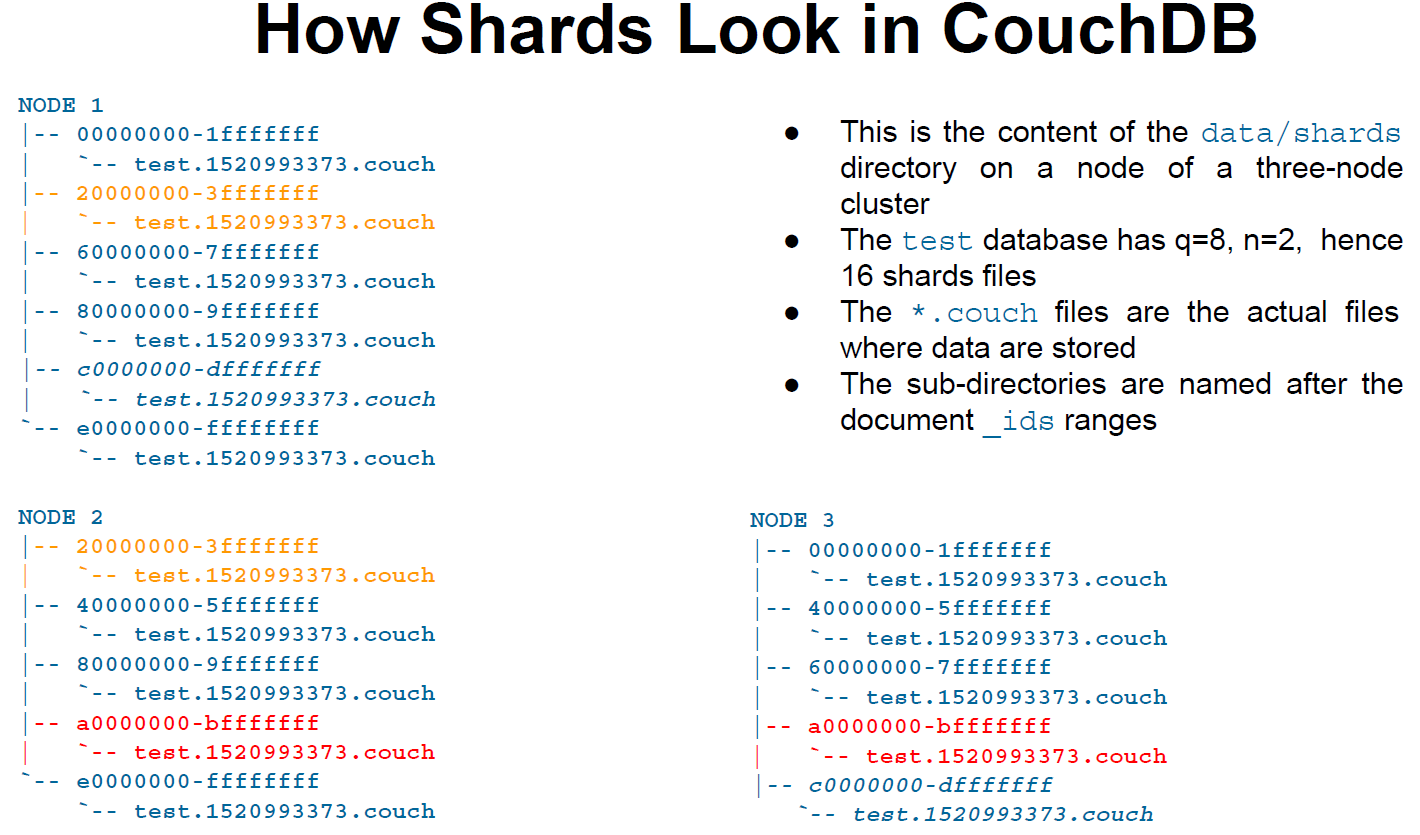 How Shards Look in CouchDB
NODE 1
|-- 00000000-1fffffff
|   `-- test.1520993373.couch
|-- 20000000-3fffffff
|   `-- test.1520993373.couch
|-- 60000000-7fffffff
|   `-- test.1520993373.couch
|-- 80000000-9fffffff
|   `-- test.1520993373.couch
|-- c0000000-dfffffff
|   `-- test.1520993373.couch
`-- e0000000-ffffffff
    `-- test.1520993373.couch
● This is the content of the data/shards
directory on a node of a three-node
cluster
● The test database has q=8, n=2, hence
16 shards files
● The *.couch files are the actual files
where data are stored
● The sub-directories are named after the
document _ids ranges
NODE 2
|-- 20000000-3fffffff
|   `-- test.1520993373.couch
|-- 40000000-5fffffff
|   `-- test.1520993373.couch
|-- 80000000-9fffffff
|   `-- test.1520993373.couch
|-- a0000000-bfffffff
|   `-- test.1520993373.couch
`-- e0000000-ffffffff
    `-- test.1520993373.couch
NODE 3
|-- 00000000-1fffffff
|   `-- test.1520993373.couch
|-- 40000000-5fffffff
|   `-- test.1520993373.couch
|-- 60000000-7fffffff
|   `-- test.1520993373.couch
|-- a0000000-bfffffff
|   `-- test.1520993373.couch
|-- c0000000-dfffffff
   `-- test.1520993373.couch